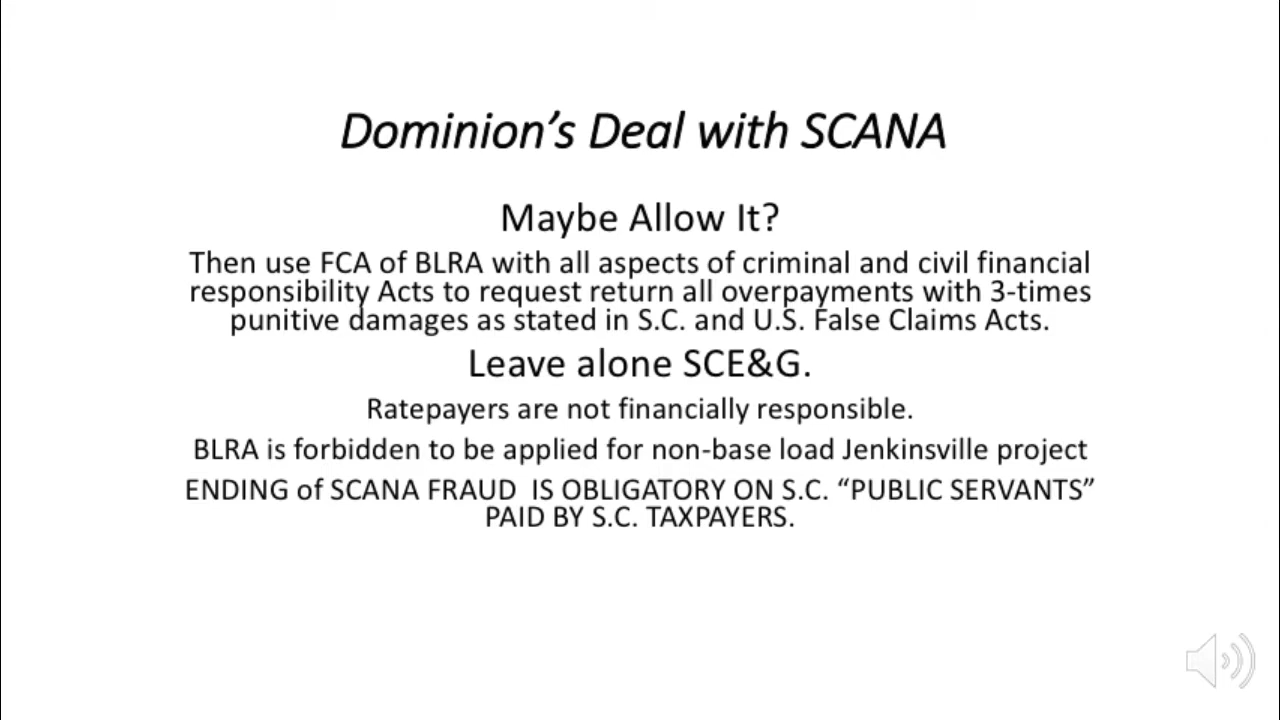 Dominion’s Deal with SCANA
Maybe Allow It?
Then use FCA of BLRA with all aspects of criminal and civil financial
responsibility Acts to request return all overpayments with 3-times
punitive damages as stated in S.C. and U.S. False Claims Acts.
Leave alone SCE&G.
Ratepayers are not financially responsible.
BLRA is forbidden to be applied for non-base load Jenkinsville project
ENDING of SCANA FRAUD  IS OBLIGATORY ON S.C. “PUBLIC SERVANTS”
PAID BY S.C. TAXPAYERS.